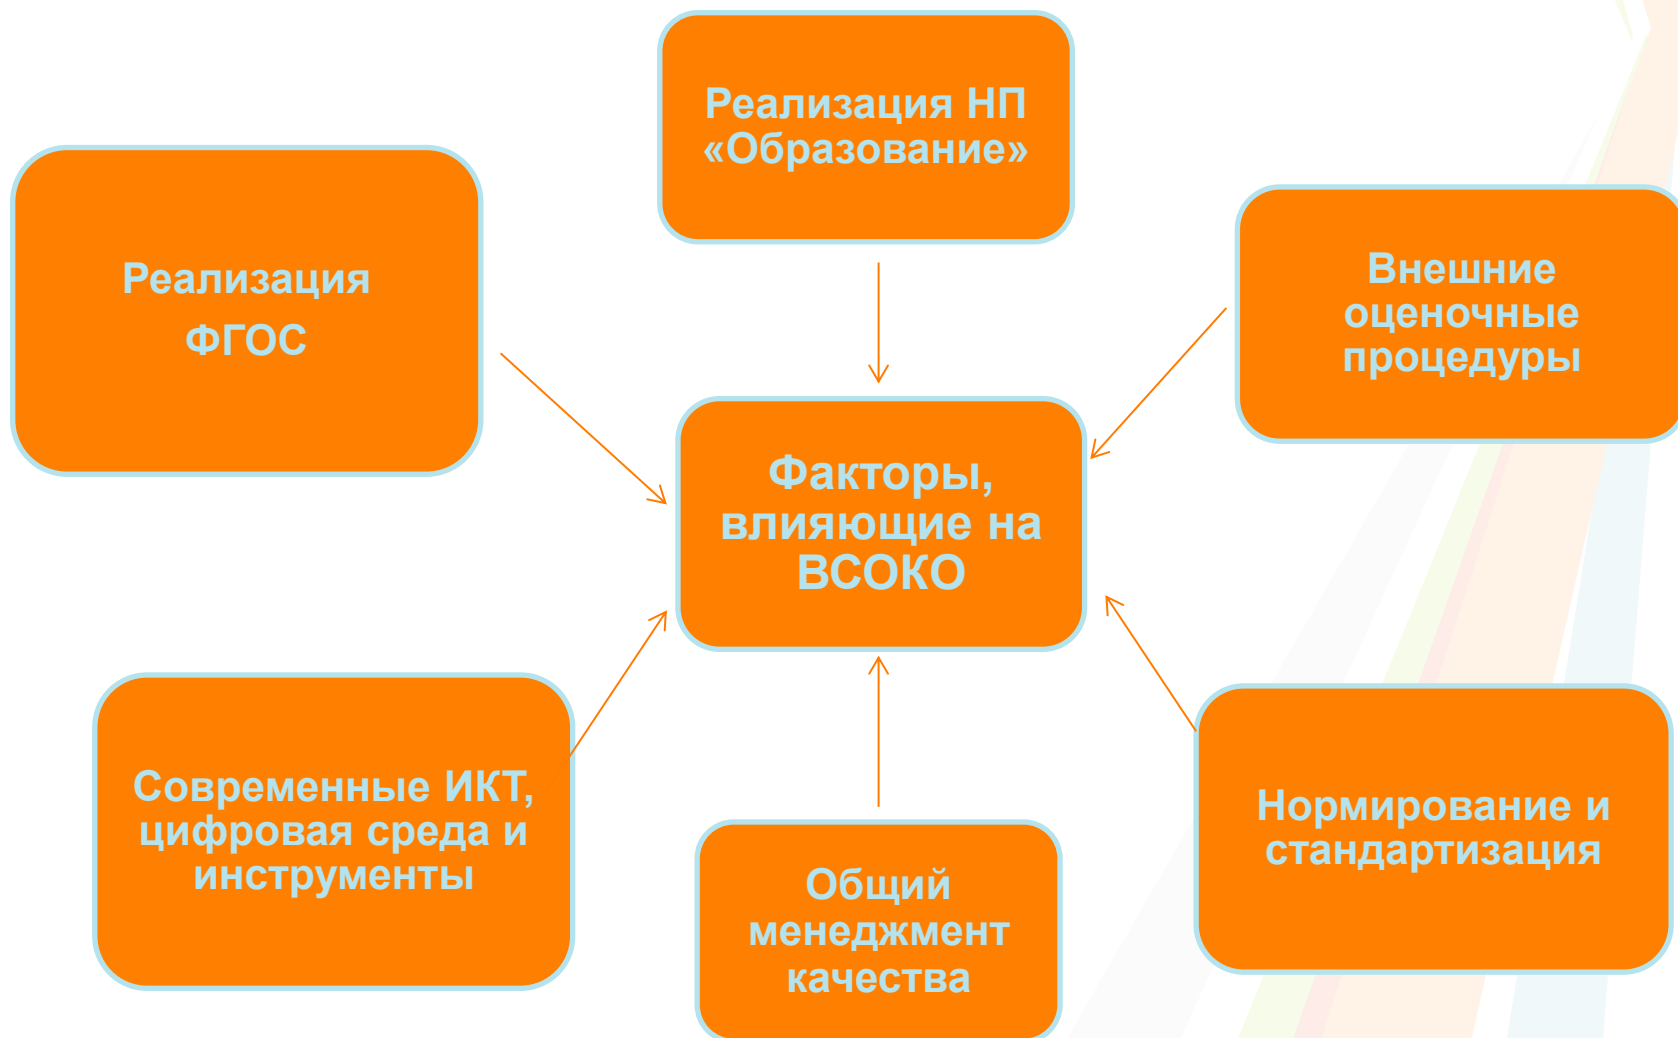 Реализация НП
«Образование»
Реализация
ФГОС
Внешние
оценочные
процедуры
Факторы,
влияющие на
ВСОКО
Современные ИКТ,
цифровая среда и
инструменты
Общий
менеджмент
качества
Нормирование и
стандартизация